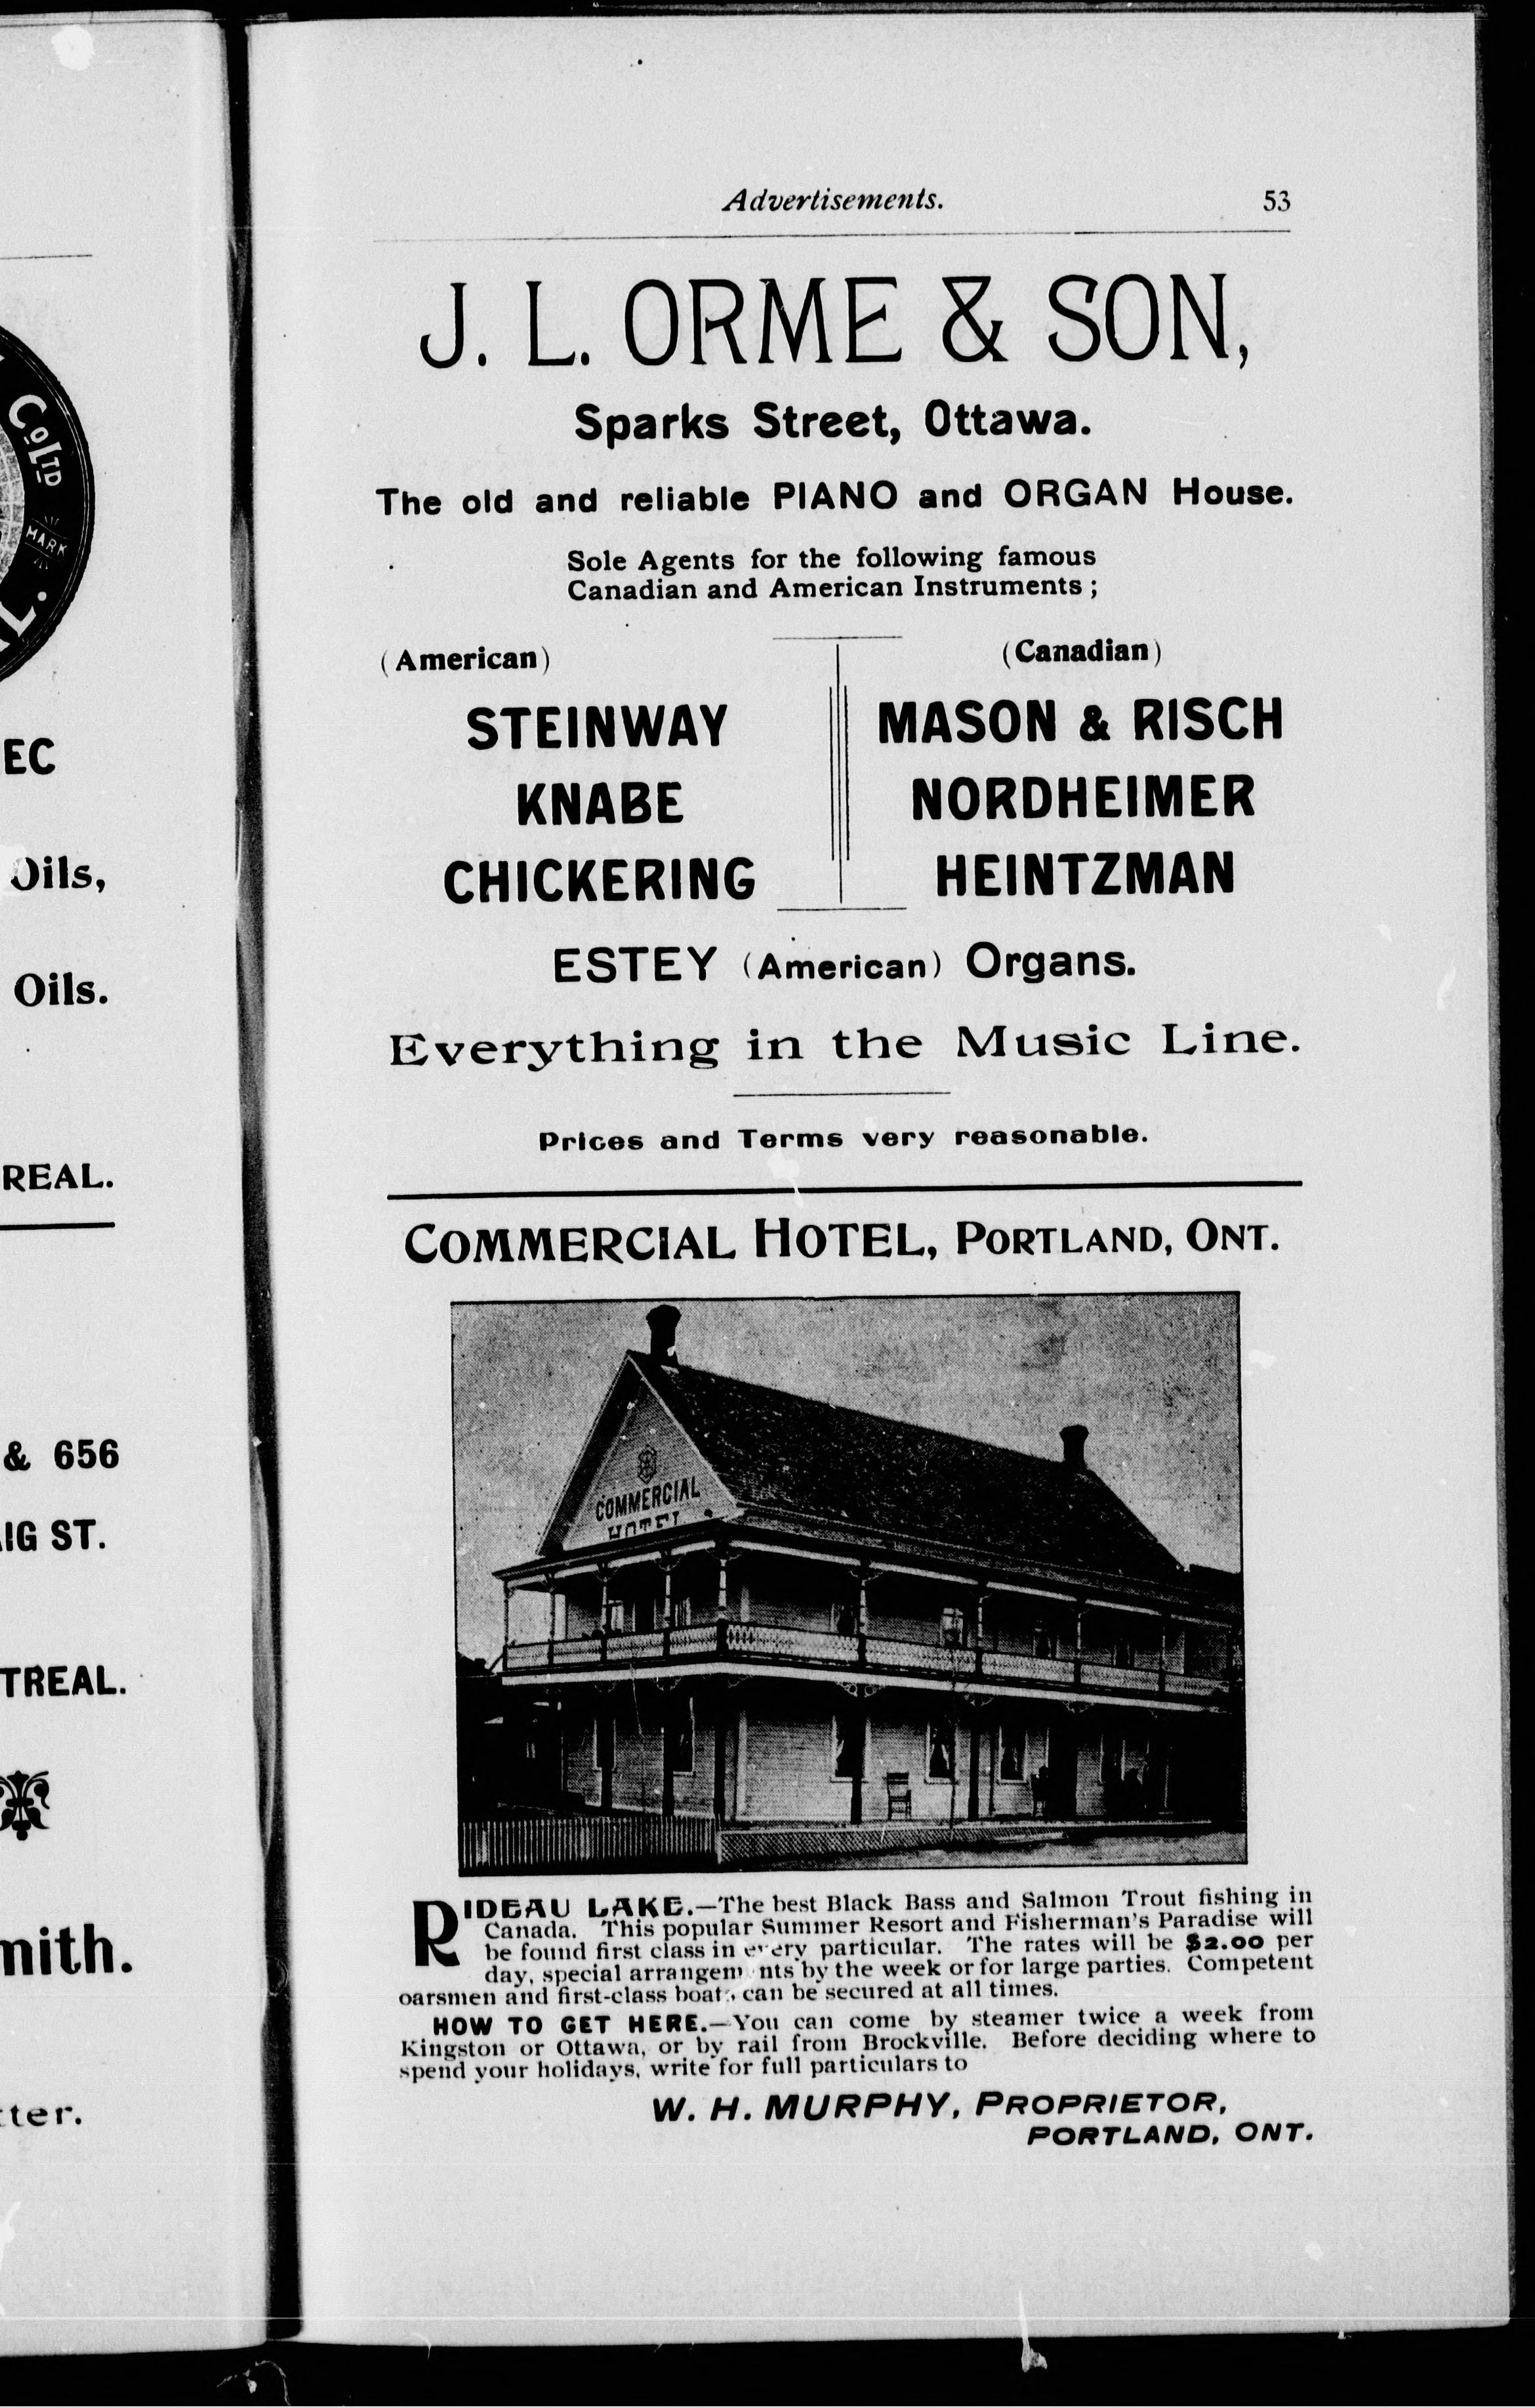 Co LTD
MARK
L.
EC
Oils,
Oils.
REAL.
& 656
IG ST.
TREAL.
mith.
ter.
Advertisements. 53
J. L. ORME & SON,
Sparks Street, Ottawa.
The old and reliable PIANO and ORGAN House.
Sole Agents for the following famous
Canadian and American Instruments ;
(American)
STEINWAY
KNABE
CHICKERING
(Canadian)
MASON & RISCH
NORDHEIMER
HEINTZMAN
ESTEY (American) Organs.
Everything in the Music Line.
Prices and Terms very reasonable.
COMMERCIAL HOTEL, PORTLAND, ONT.
COMMERCIAL
HOTEL
RIDEAU LAKE.—The best Black Bass and Salmon Trout fishing in
Canada. This popular Summer Resort and Fisherman's Paradise will
be found first class in every particular. The rates will be $2.00 per
day, special arrangements by the week or for large parties. Competent
oarsmen and first-class boats can be secured at all times.
HOW TO GET HERE.—You can come by steamer twice a week from
Kingston or Ottawa, or by rail from Brockville. Before deciding where to
spend your holidays, write for full particulars to
W. H. MURPHY, PROPRIETOR,
PORTLAND, ONT.